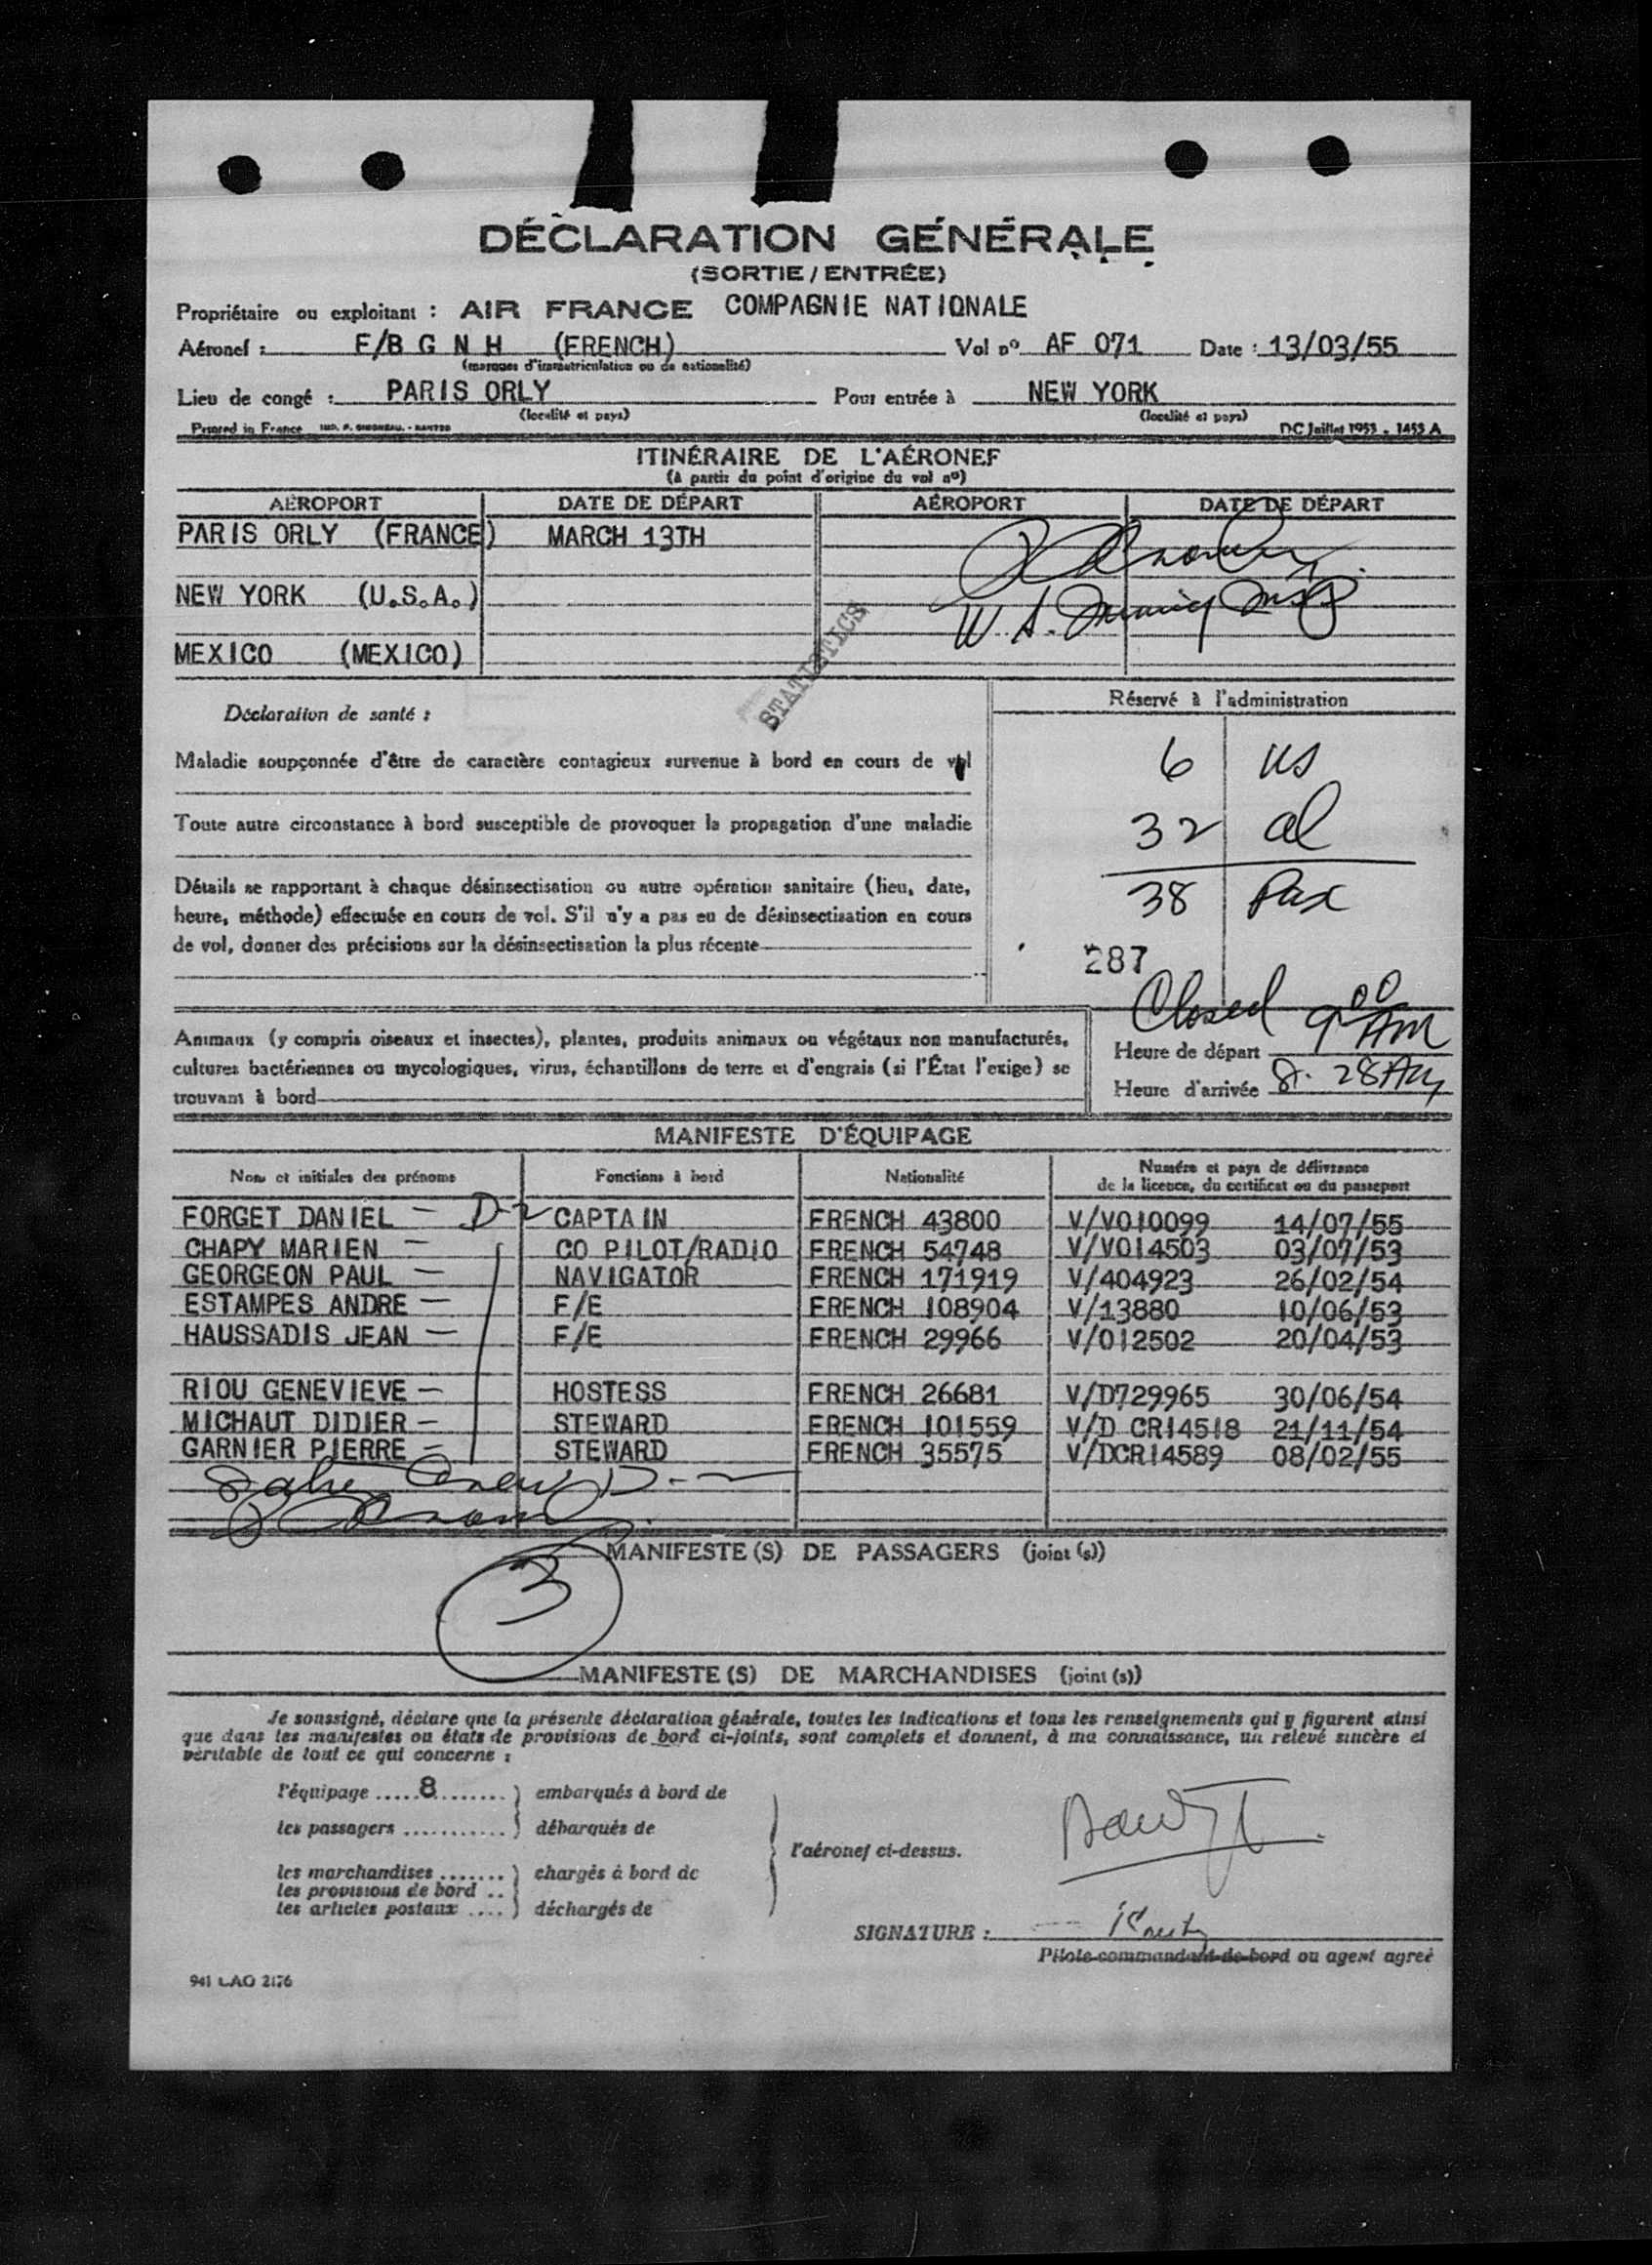 DÉCLARATION GÉNÉRALE
(SORTIE / ENTRÉE)
Propriétaire ou exploitant : AIR FRANCE COMPAGNIE NATIONALE
Aéronef : F/B G N H (FRENCH) Vol nº AF 071 Date : 13/03/55
(marques d'immatriculation ou de nationalité)
Lieu de congé : PARIS ORLY Pour entrée à NEW YORK
(localité et pays) (localité et pays)
Printed in France IMP. - NANTES DC Juillet 1953 - 1453 A
ITINÉRAIRE DE L'AÉRONEF
(à partir du point d'origine du vol nº)
AÉROPORT DATE DE DÉPART AÉROPORT DATE DE DÉPART
PARIS ORLY (FRANCE) MARCH 13TH
NEW YORK (U.S.A.)
MEXICO (MEXICO)
STATISTICS
Déclaration de santé :
Réservé à l'administration
Maladie soupçonnée d'être de caractère contagieux survenue à bord en cours de vol
6 us
Toute autre circonstance à bord susceptible de provoquer la propagation d'une maladie
32 al
Détails se rapportant à chaque désinsectisation ou autre opération sanitaire (lieu, date,
heure, méthode) effectuée en cours de vol. S'il n'y a pas eu de désinsectisation en cours
de vol, donner des précisions sur la désinsectisation la plus récente
38 Pax
287
Closed 9 00 AM
Animaux (y compris oiseaux et insectes), plantes, produits animaux ou végétaux non manufacturés,
cultures bactériennes ou mycologiques, virus, échantillons de terre et d'engrais (si l'État l'exige) se
trouvant à bord
Heure de départ
Heure d'arrivée 8.28 AM
MANIFESTE D'ÉQUIPAGE
Nom et initiales des prénoms Fonctions à bord Nationalité Numéro et pays de délivrance
de la licence, du certificat ou du passeport
FORGET DANIEL — D-2 CAPTAIN FRENCH 43800 V/V010099 14/07/55
CHAPY MARIEN — CO PILOT/RADIO FRENCH 54748 V/V014503 03/07/53
GEORGEON PAUL — NAVIGATOR FRENCH 171919 V/404923 26/02/54
ESTAMPES ANDRE — F/E FRENCH 108904 V/13880 10/06/53
HAUSSADIS JEAN — F/E FRENCH 29966 V/012502 20/04/53
RIOU GENEVIEVE — HOSTESS FRENCH 26681 V/D729965 30/06/54
MICHAUT DIDIER — STEWARD FRENCH 101559 V/D CR14518 21/11/54
GARNIER PIERRE — STEWARD FRENCH 35575 V/DCR14589 08/02/55
MANIFESTE(S) DE PASSAGERS (joint(s))
3
MANIFESTE(S) DE MARCHANDISES (joint(s))
Je soussigné, déclare que la présente déclaration générale, toutes les indications et tous les renseignements qui y figurent ainsi
que dans les manifestes ou états de provisions de bord ci-joints, sont complets et donnent, à ma connaissance, un relevé sincère et
véritable de tout ce qui concerne :
l'équipage .....8........ ) embarqués à bord de
les passagers ........... ) débarqués de
l'aéronef ci-dessus.
les marchandises ....... ) chargés à bord de
les provisions de bord ..
les articles postaux .... ) déchargés de
SIGNATURE :
Pilote commandant de bord ou agent agréé
941 LAO 2176